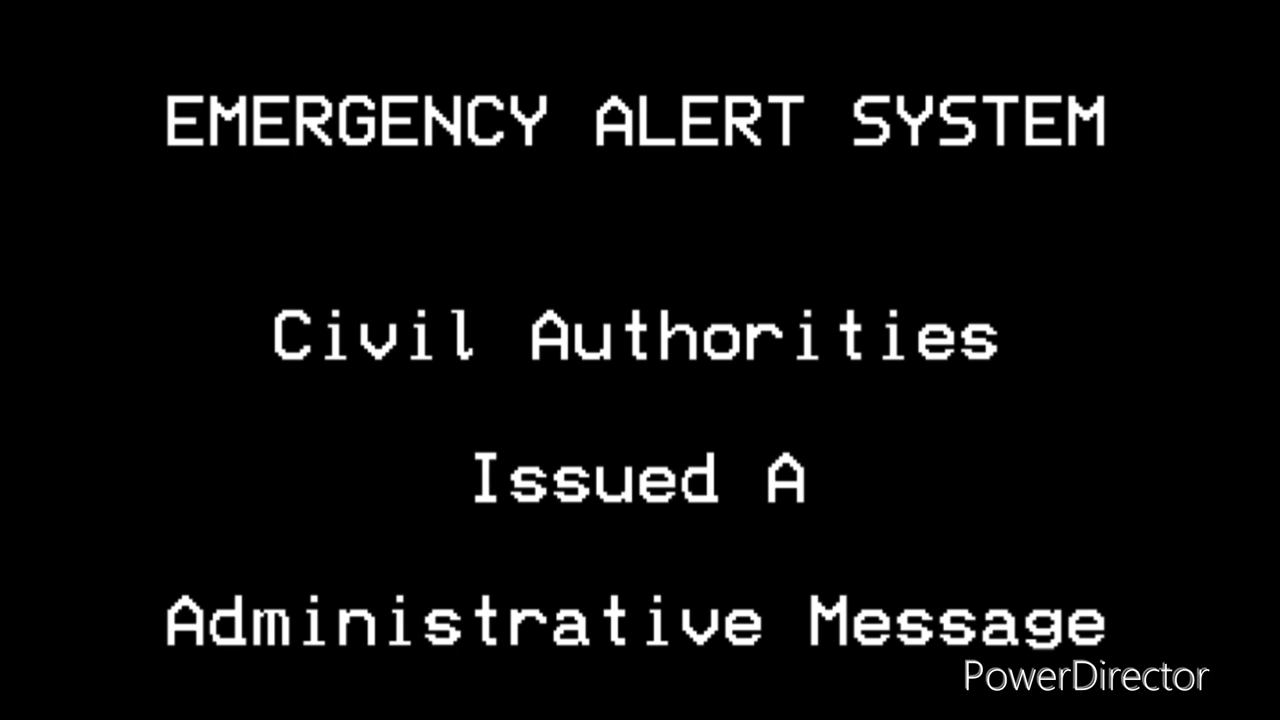 EMERGENCY ALERT SYSTEM
Civil Authorities
Issued A
Administrative Message
PowerDirector